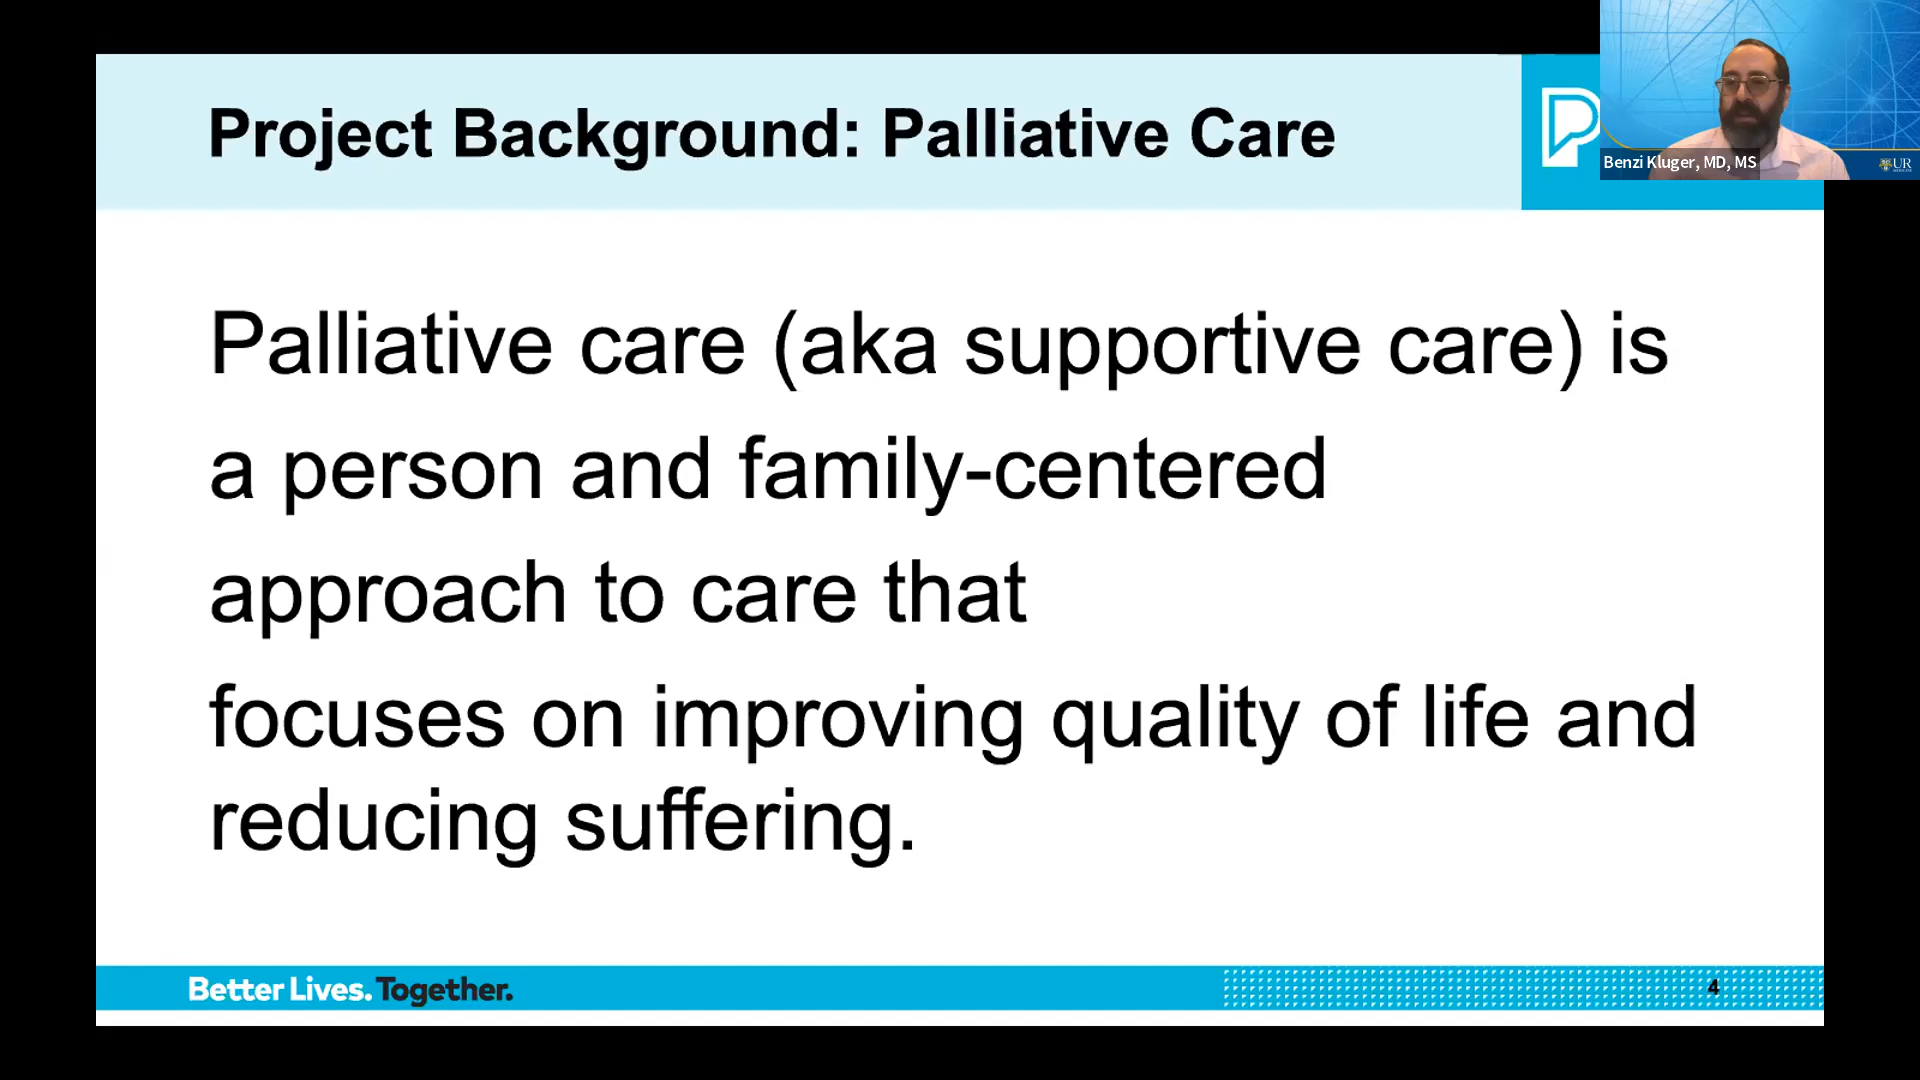 Project Background: Palliative Care
P
Benzi Kluger, MD, MS
UR
Palliative care (aka supportive care) is
a person and family-centered
approach to care that
focuses on improving quality of life and
reducing suffering.
Better Lives. Together.
4